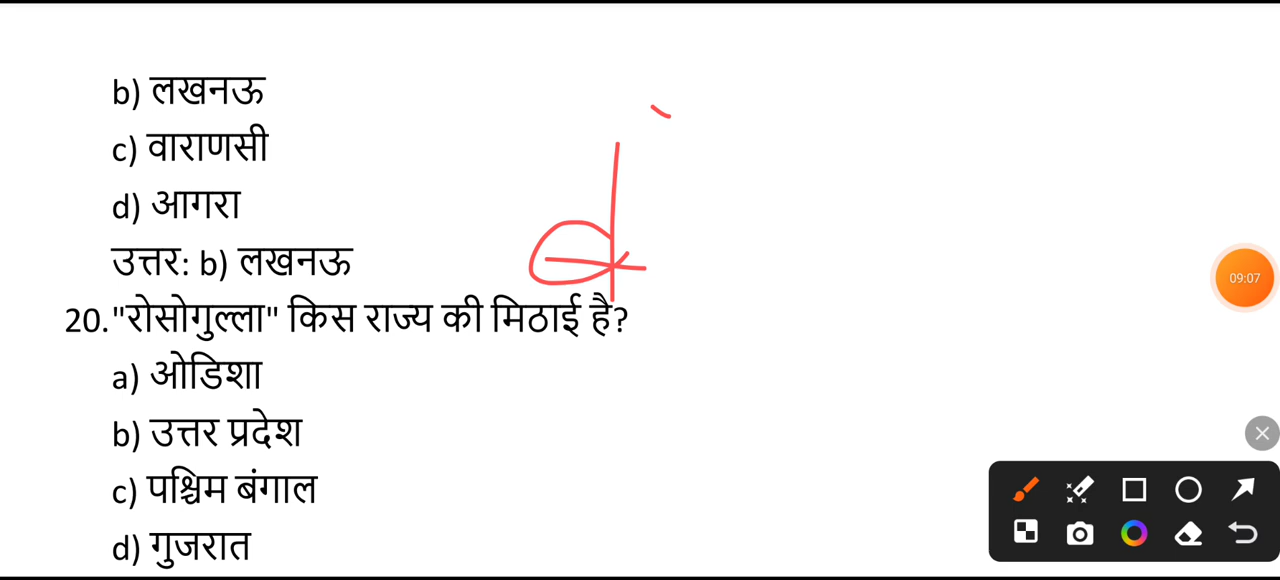 b) लखनऊ
c) वाराणसी
d) आगरा
d
उत्तर: b) लखनऊ
20. "रोसोगुल्ला" किस राज्य की मिठाई है?
a) ओडिशा
b) उत्तर प्रदेश
c) पश्चिम बंगाल
d) गुजरात
09:07